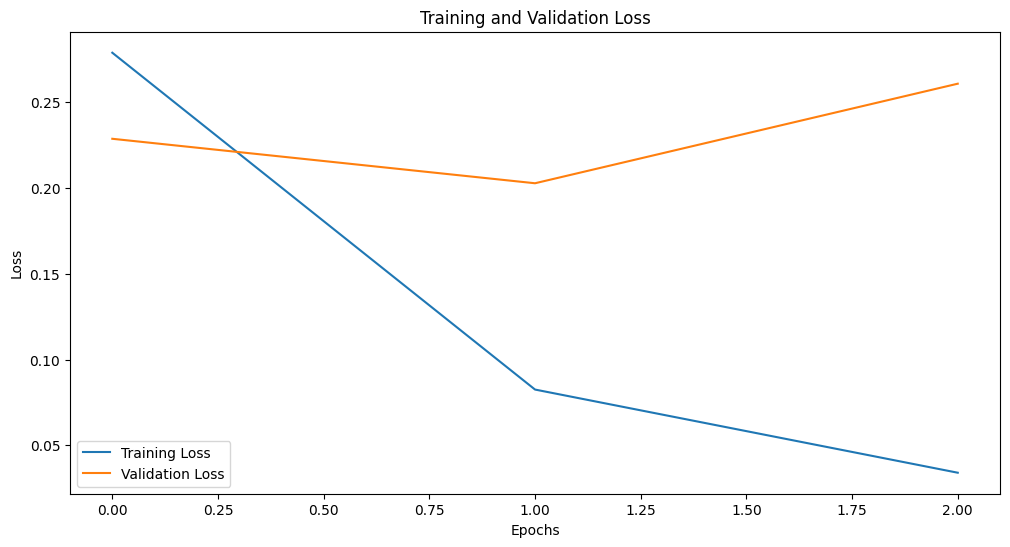 Training and Validation Loss
Loss
0.25
0.20
0.15
0.10
0.05
Training Loss
Validation Loss
0.00 0.25 0.50 0.75 1.00 1.25 1.50 1.75 2.00
Epochs